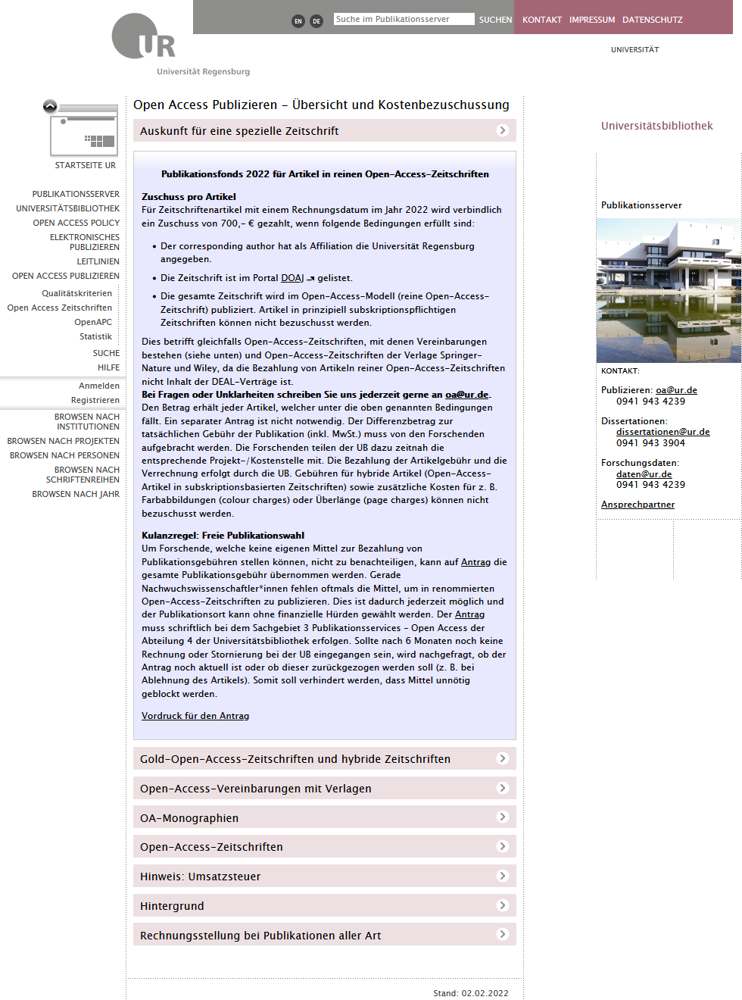 EN DE Suche im Publikationsserver SUCHEN KONTAKT IMPRESSUM DATENSCHUTZ
UR
Universität Regensburg
UNIVERSITÄT
STARTSEITE UR
PUBLIKATIONSSERVER
UNIVERSITÄTSBIBLIOTHEK
OPEN ACCESS POLICY
ELEKTRONISCHES
PUBLIZIEREN
LEITLINIEN
OPEN ACCESS PUBLIZIEREN
Qualitätskriterien
Open Access Zeitschriften
OpenAPC
Statistik
SUCHE
HILFE
Anmelden
Registrieren
BROWSEN NACH
INSTITUTIONEN
BROWSEN NACH PROJEKTEN
BROWSEN NACH PERSONEN
BROWSEN NACH
SCHRIFTENREIHEN
BROWSEN NACH JAHR
Open Access Publizieren - Übersicht und Kostenbezuschussung
Auskunft für eine spezielle Zeitschrift
Publikationsfonds 2022 für Artikel in reinen Open-Access-Zeitschriften
Zuschuss pro Artikel
Für Zeitschriftenartikel mit einem Rechnungsdatum im Jahr 2022 wird verbindlich
ein Zuschuss von 700,- € gezahlt, wenn folgende Bedingungen erfüllt sind:
• Der corresponding author hat als Affiliation die Universität Regensburg
angegeben.
• Die Zeitschrift ist im Portal DOAJ gelistet.
• Die gesamte Zeitschrift wird im Open-Access-Modell (reine Open-Access-
Zeitschrift) publiziert. Artikel in prinzipiell subskriptionspflichtigen
Zeitschriften können nicht bezuschusst werden.
Dies betrifft gleichfalls Open-Access-Zeitschriften, mit denen Vereinbarungen
bestehen (siehe unten) und Open-Access-Zeitschriften der Verlage Springer-
Nature und Wiley, da die Bezahlung von Artikeln reiner Open-Access-Zeitschriften
nicht Inhalt der DEAL-Verträge ist.
Bei Fragen oder Unklarheiten schreiben Sie uns jederzeit gerne an oa@ur.de.
Den Betrag erhält jeder Artikel, welcher unter die oben genannten Bedingungen
fällt. Ein separater Antrag ist nicht notwendig. Der Differenzbetrag zur
tatsächlichen Gebühr der Publikation (inkl. MwSt.) muss von den Forschenden
aufgebracht werden. Die Forschenden teilen der UB dazu zeitnah die
entsprechende Projekt-/Kostenstelle mit. Die Bezahlung der Artikelgebühr und die
Verrechnung erfolgt durch die UB. Gebühren für hybride Artikel (Open-Access-
Artikel in subskriptionsbasierten Zeitschriften) sowie zusätzliche Kosten für z. B.
Farbabbildungen (colour charges) oder Überlänge (page charges) können nicht
bezuschusst werden.
Kulanzregel: Freie Publikationswahl
Um Forschende, welche keine eigenen Mittel zur Bezahlung von
Publikationsgebühren stellen können, nicht zu benachteiligen, kann auf Antrag die
gesamte Publikationsgebühr übernommen werden. Gerade
Nachwuchswissenschaftler*innen fehlen oftmals die Mittel, um in renommierten
Open-Access-Zeitschriften zu publizieren. Dies ist dadurch jederzeit möglich und
der Publikationsort kann ohne finanzielle Hürden gewählt werden. Der Antrag
muss schriftlich bei dem Sachgebiet 3 Publikationsservices - Open Access der
Abteilung 4 der Universitätsbibliothek erfolgen. Sollte nach 6 Monaten noch keine
Rechnung oder Stornierung bei der UB eingegangen sein, wird nachgefragt, ob der
Antrag noch aktuell ist oder ob dieser zurückgezogen werden soll (z. B. bei
Ablehnung des Artikels). Somit soll verhindert werden, dass Mittel unnötig
geblockt werden.
Vordruck für den Antrag
Gold-Open-Access-Zeitschriften und hybride Zeitschriften
Open-Access-Vereinbarungen mit Verlagen
OA-Monographien
Open-Access-Zeitschriften
Hinweis: Umsatzsteuer
Hintergrund
Rechnungsstellung bei Publikationen aller Art
Stand: 02.02.2022
Universitätsbibliothek
Publikationsserver
KONTAKT:
Publizieren: oa@ur.de
0941 943 4239
Dissertationen:
dissertationen@ur.de
0941 943 3904
Forschungsdaten:
daten@ur.de
0941 943 4239
Ansprechpartner